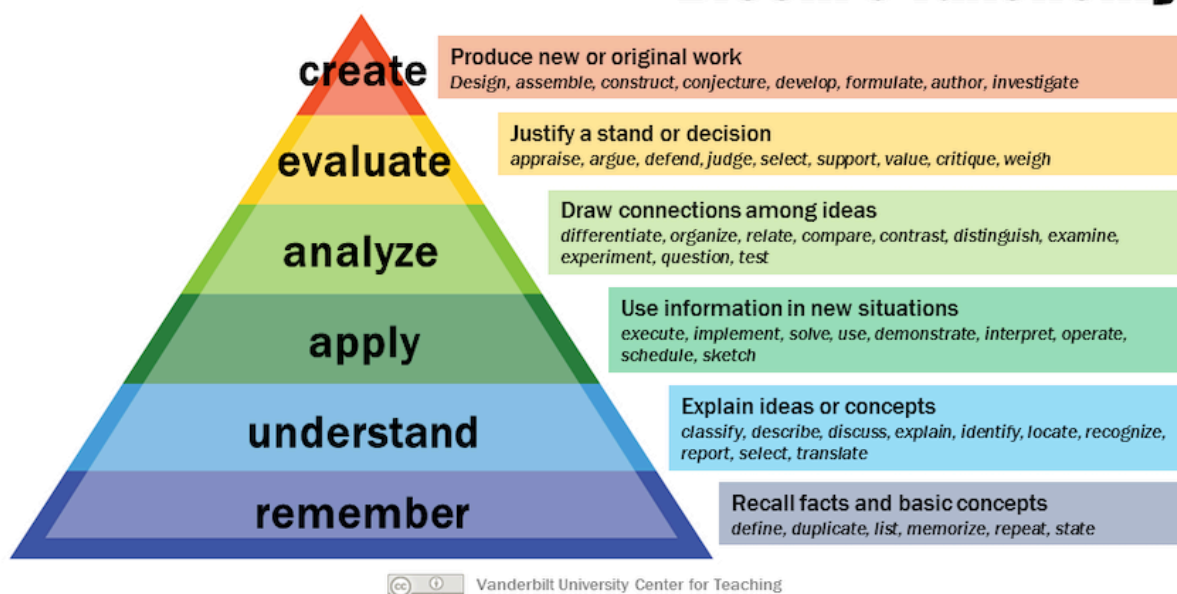 create
Produce new or original work
Design, assemble, construct, conjecture, develop, formulate, author, investigate
evaluate
Justify a stand or decision
appraise, argue, defend, judge, select, support, value, critique, weigh
analyze
Draw connections among ideas
differentiate, organize, relate, compare, contrast, distinguish, examine,
experiment, question, test
apply
Use information in new situations
execute, implement, solve, use, demonstrate, interpret, operate,
schedule, sketch
understand
Explain ideas or concepts
classify, describe, discuss, explain, identify, locate, recognize,
report, select, translate
remember
Recall facts and basic concepts
define, duplicate, list, memorize, repeat, state
cc Vanderbilt University Center for Teaching